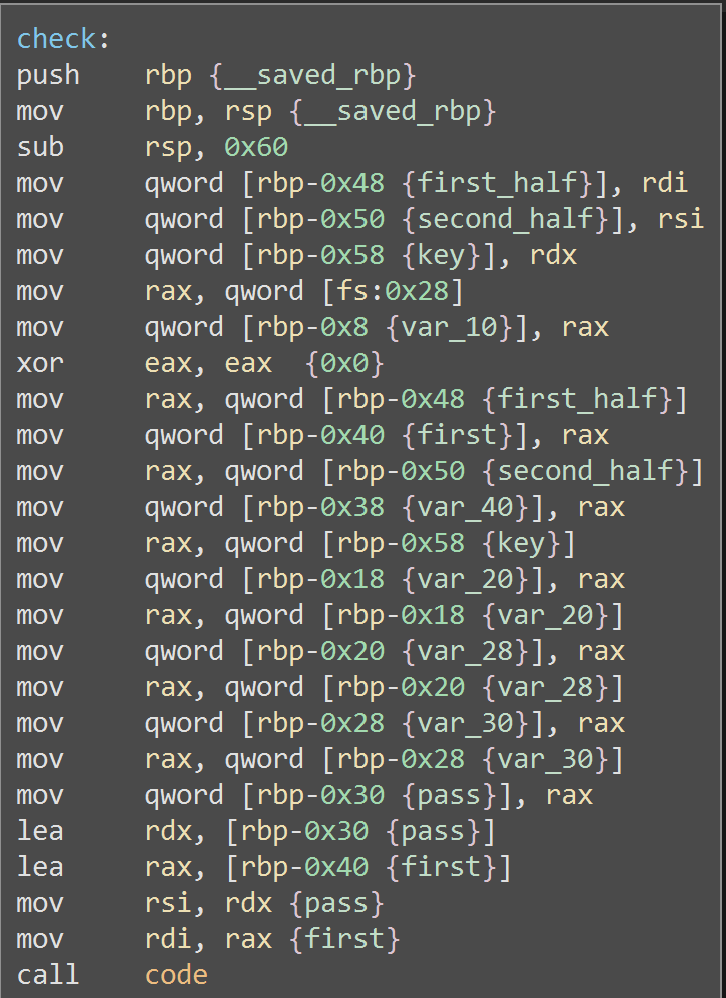 check:
push rbp {__saved_rbp}
mov rbp, rsp {__saved_rbp}
sub rsp, 0x60
mov qword [rbp-0x48 {first_half}], rdi
mov qword [rbp-0x50 {second_half}], rsi
mov qword [rbp-0x58 {key}], rdx
mov rax, qword [fs:0x28]
mov qword [rbp-0x8 {var_10}], rax
xor eax, eax {0x0}
mov rax, qword [rbp-0x48 {first_half}]
mov qword [rbp-0x40 {first}], rax
mov rax, qword [rbp-0x50 {second_half}]
mov qword [rbp-0x38 {var_40}], rax
mov rax, qword [rbp-0x58 {key}]
mov qword [rbp-0x18 {var_20}], rax
mov rax, qword [rbp-0x18 {var_20}]
mov qword [rbp-0x20 {var_28}], rax
mov rax, qword [rbp-0x20 {var_28}]
mov qword [rbp-0x28 {var_30}], rax
mov rax, qword [rbp-0x28 {var_30}]
mov qword [rbp-0x30 {pass}], rax
lea rdx, [rbp-0x30 {pass}]
lea rax, [rbp-0x40 {first}]
mov rsi, rdx {pass}
mov rdi, rax {first}
call code